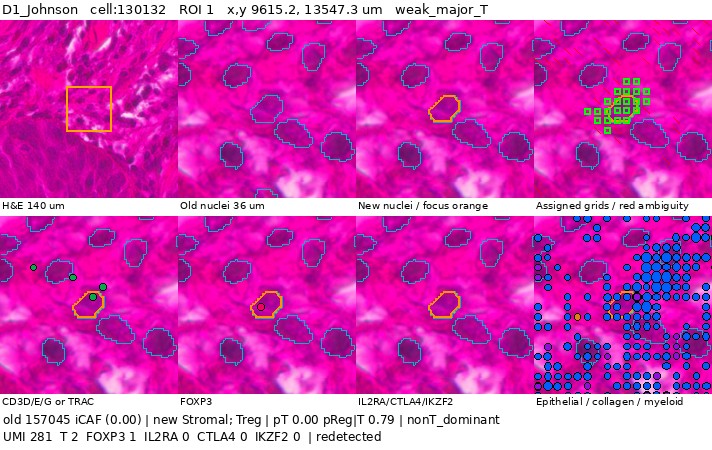 D1_Johnson cell:130132 ROI 1 x,y 9615.2, 13547.3 um weak_major_T
H&E 140 um
Old nuclei 36 um
New nuclei / focus orange
Assigned grids / red ambiguity
CD3D/E/G or TRAC
FOXP3
IL2RA/CTLA4/IKZF2
Epithelial / collagen / myeloid
old 157045 iCAF (0.00) | new Stromal; Treg | pT 0.00 pReg|T 0.79 | nonT_dominant
UMI 281 T 2 FOXP3 1 IL2RA 0 CTLA4 0 IKZF2 0 | redetected